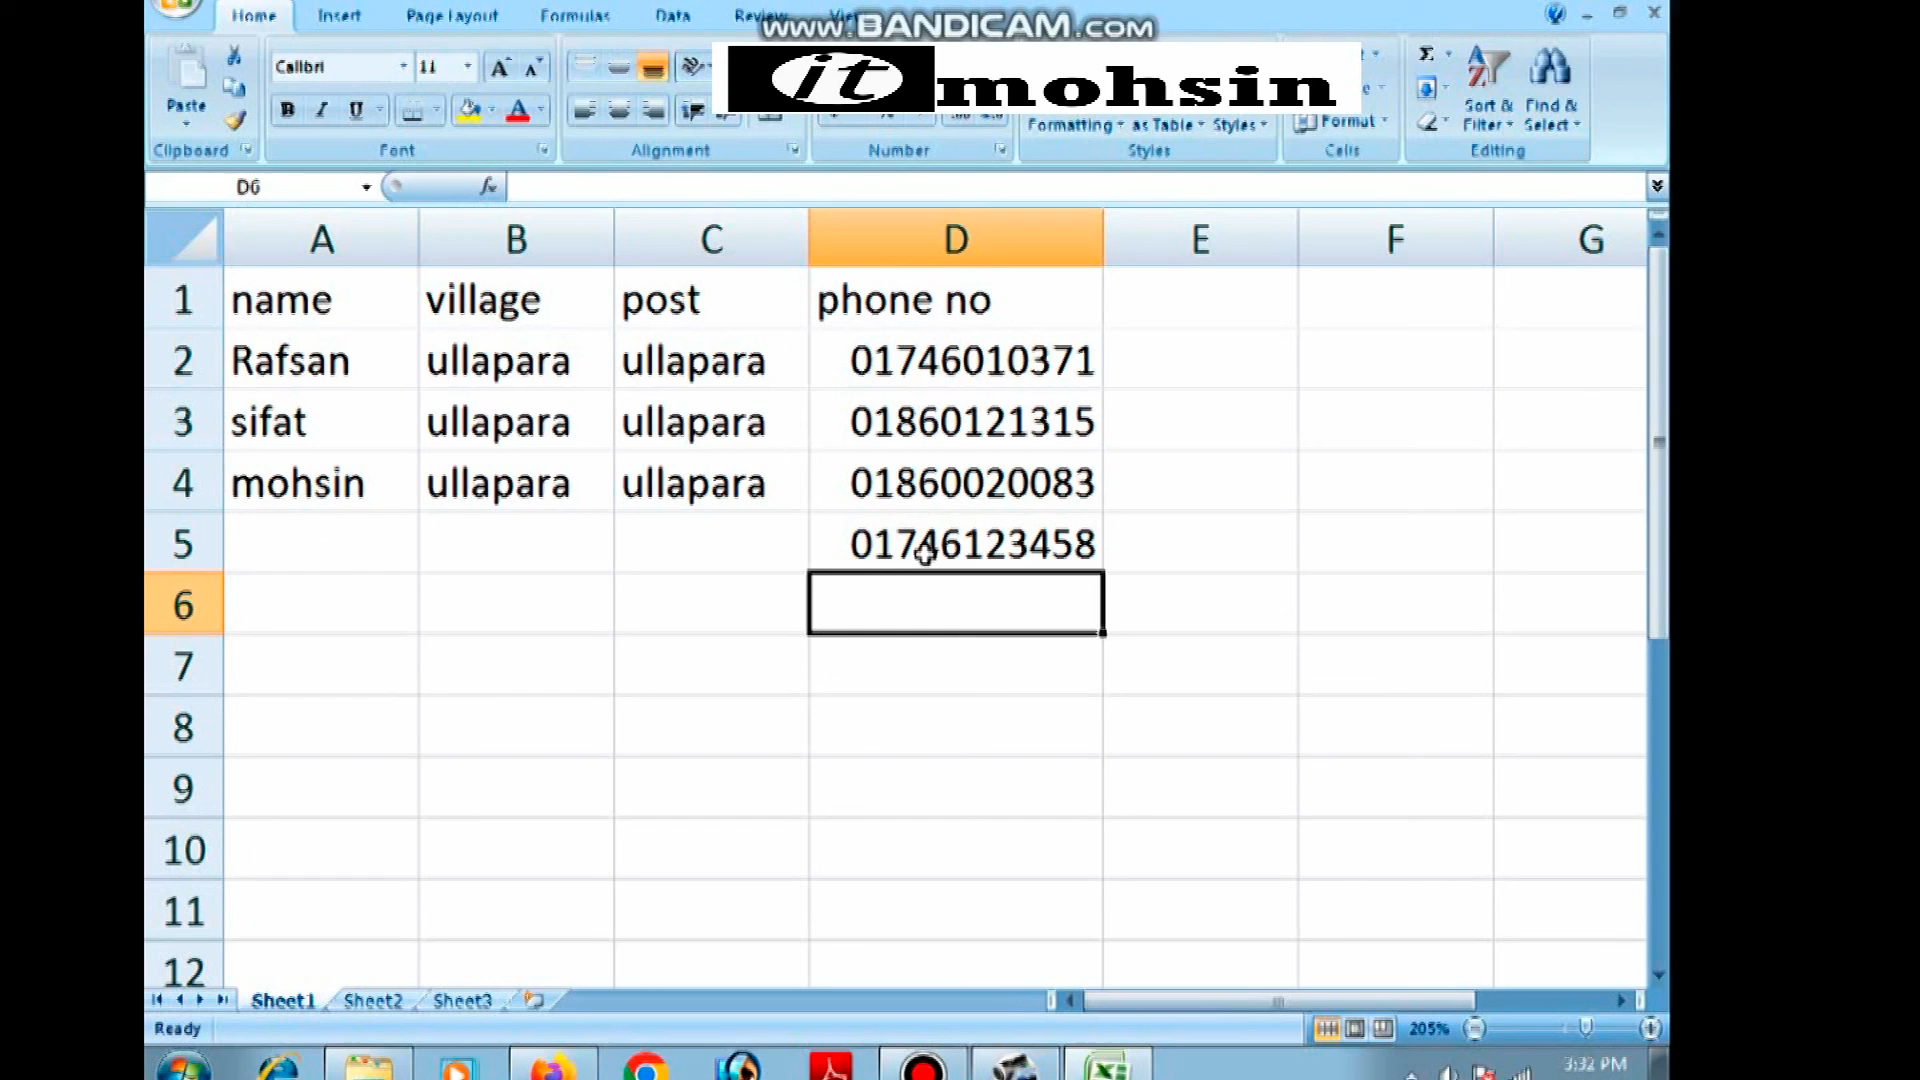 Home Insert Page Layout Formulas Data Review
www.BANDICAM.com
it mohsin
Calibri 11
Paste
B I U
Formatting as Table Styles
Format
Sort & Filter
Find & Select
Clipboard Font Alignment Number Styles Cells Editing
D6 fx
A B C D E F G
1 name village post phone no
2 Rafsan ullapara ullapara 01746010371
3 sifat ullapara ullapara 01860121315
4 mohsin ullapara ullapara 01860020083
5 01746123458
6
7
8
9
10
11
12
Sheet1 Sheet2 Sheet3
Ready 205%
3:32 PM